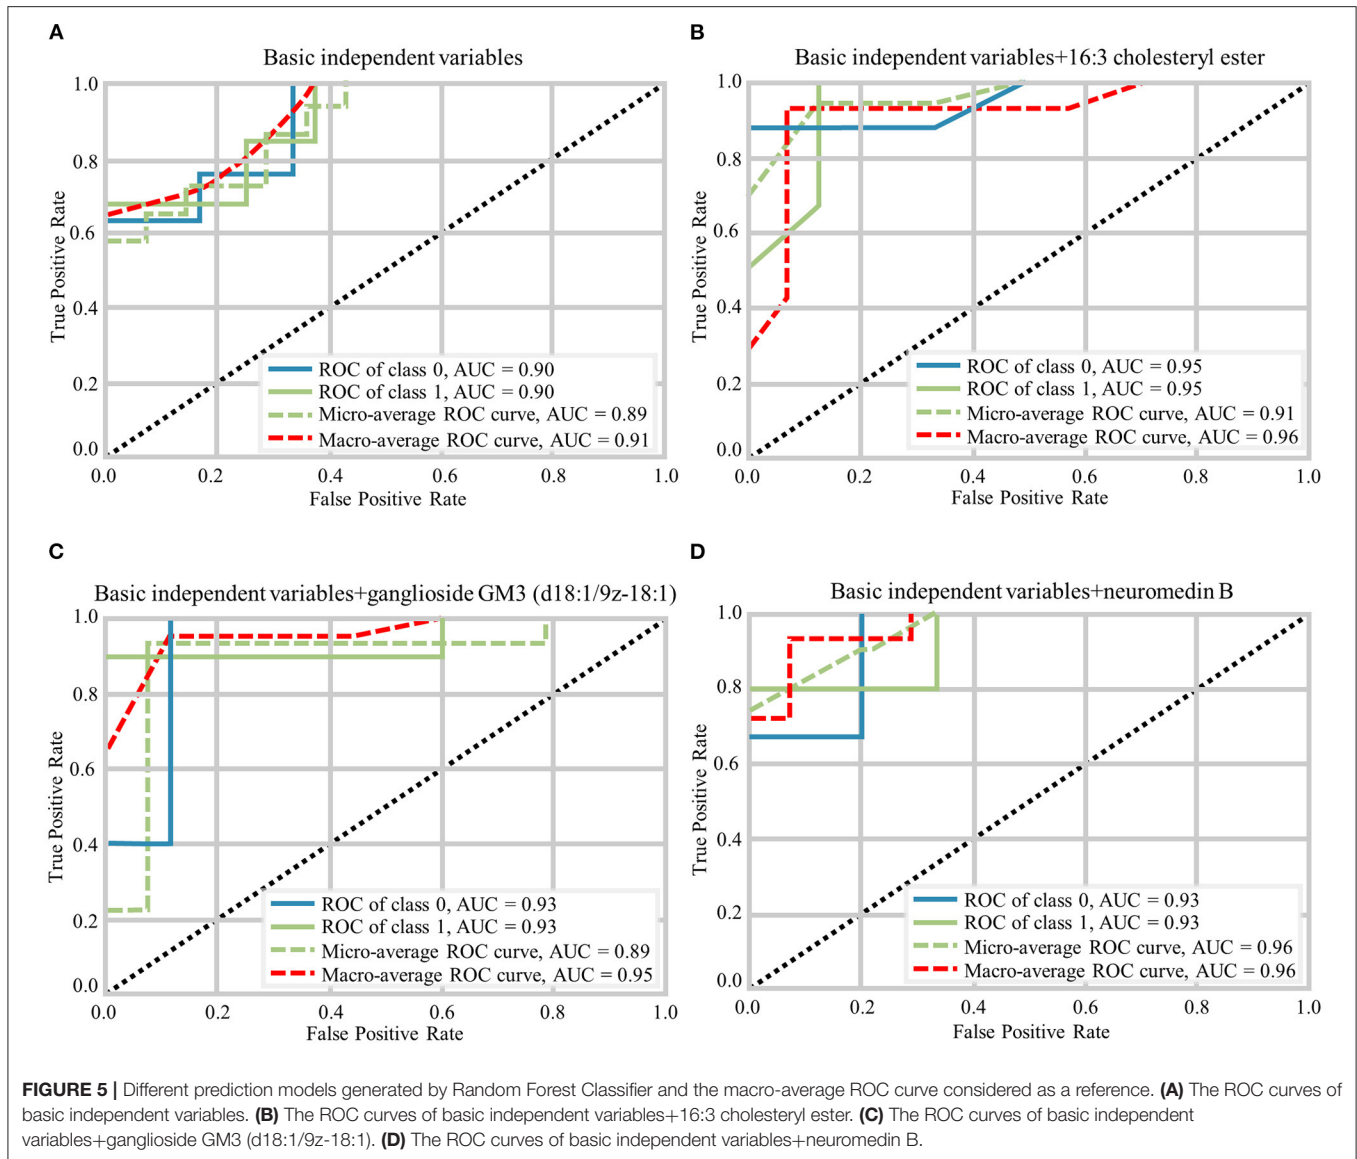 A
Basic independent variables
1.0
0.8
0.6
0.4
0.2
0.0
True Positive Rate
ROC of class 0, AUC = 0.90
ROC of class 1, AUC = 0.90
Micro-average ROC curve, AUC = 0.89
Macro-average ROC curve, AUC = 0.91
0.0 0.2 0.4 0.6 0.8 1.0
False Positive Rate
B
Basic independent variables+16:3 cholesteryl ester
1.0
0.8
0.6
0.4
0.2
0.0
True Positive Rate
ROC of class 0, AUC = 0.95
ROC of class 1, AUC = 0.95
Micro-average ROC curve, AUC = 0.91
Macro-average ROC curve, AUC = 0.96
0.0 0.2 0.4 0.6 0.8 1.0
False Positive Rate
C
Basic independent variables+ganglioside GM3 (d18:1/9z-18:1)
1.0
0.8
0.6
0.4
0.2
0.0
True Positive Rate
ROC of class 0, AUC = 0.93
ROC of class 1, AUC = 0.93
Micro-average ROC curve, AUC = 0.89
Macro-average ROC curve, AUC = 0.95
0.0 0.2 0.4 0.6 0.8 1.0
False Positive Rate
D
Basic independent variables+neuromedin B
1.0
0.8
0.6
0.4
0.2
0.0
True Positive Rate
ROC of class 0, AUC = 0.93
ROC of class 1, AUC = 0.93
Micro-average ROC curve, AUC = 0.96
Macro-average ROC curve, AUC = 0.96
0.0 0.2 0.4 0.6 0.8 1.0
False Positive Rate
FIGURE 5 | Different prediction models generated by Random Forest Classifier and the macro-average ROC curve considered as a reference. (A) The ROC curves of
basic independent variables. (B) The ROC curves of basic independent variables+16:3 cholesteryl ester. (C) The ROC curves of basic independent
variables+ganglioside GM3 (d18:1/9z-18:1). (D) The ROC curves of basic independent variables+neuromedin B.